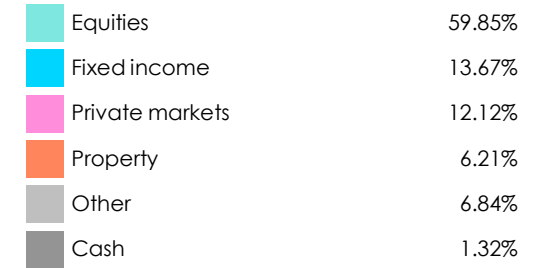 Equities 59.85%
Fixed income 13.67%
Private markets 12.12%
Property 6.21%
Other 6.84%
Cash 1.32%